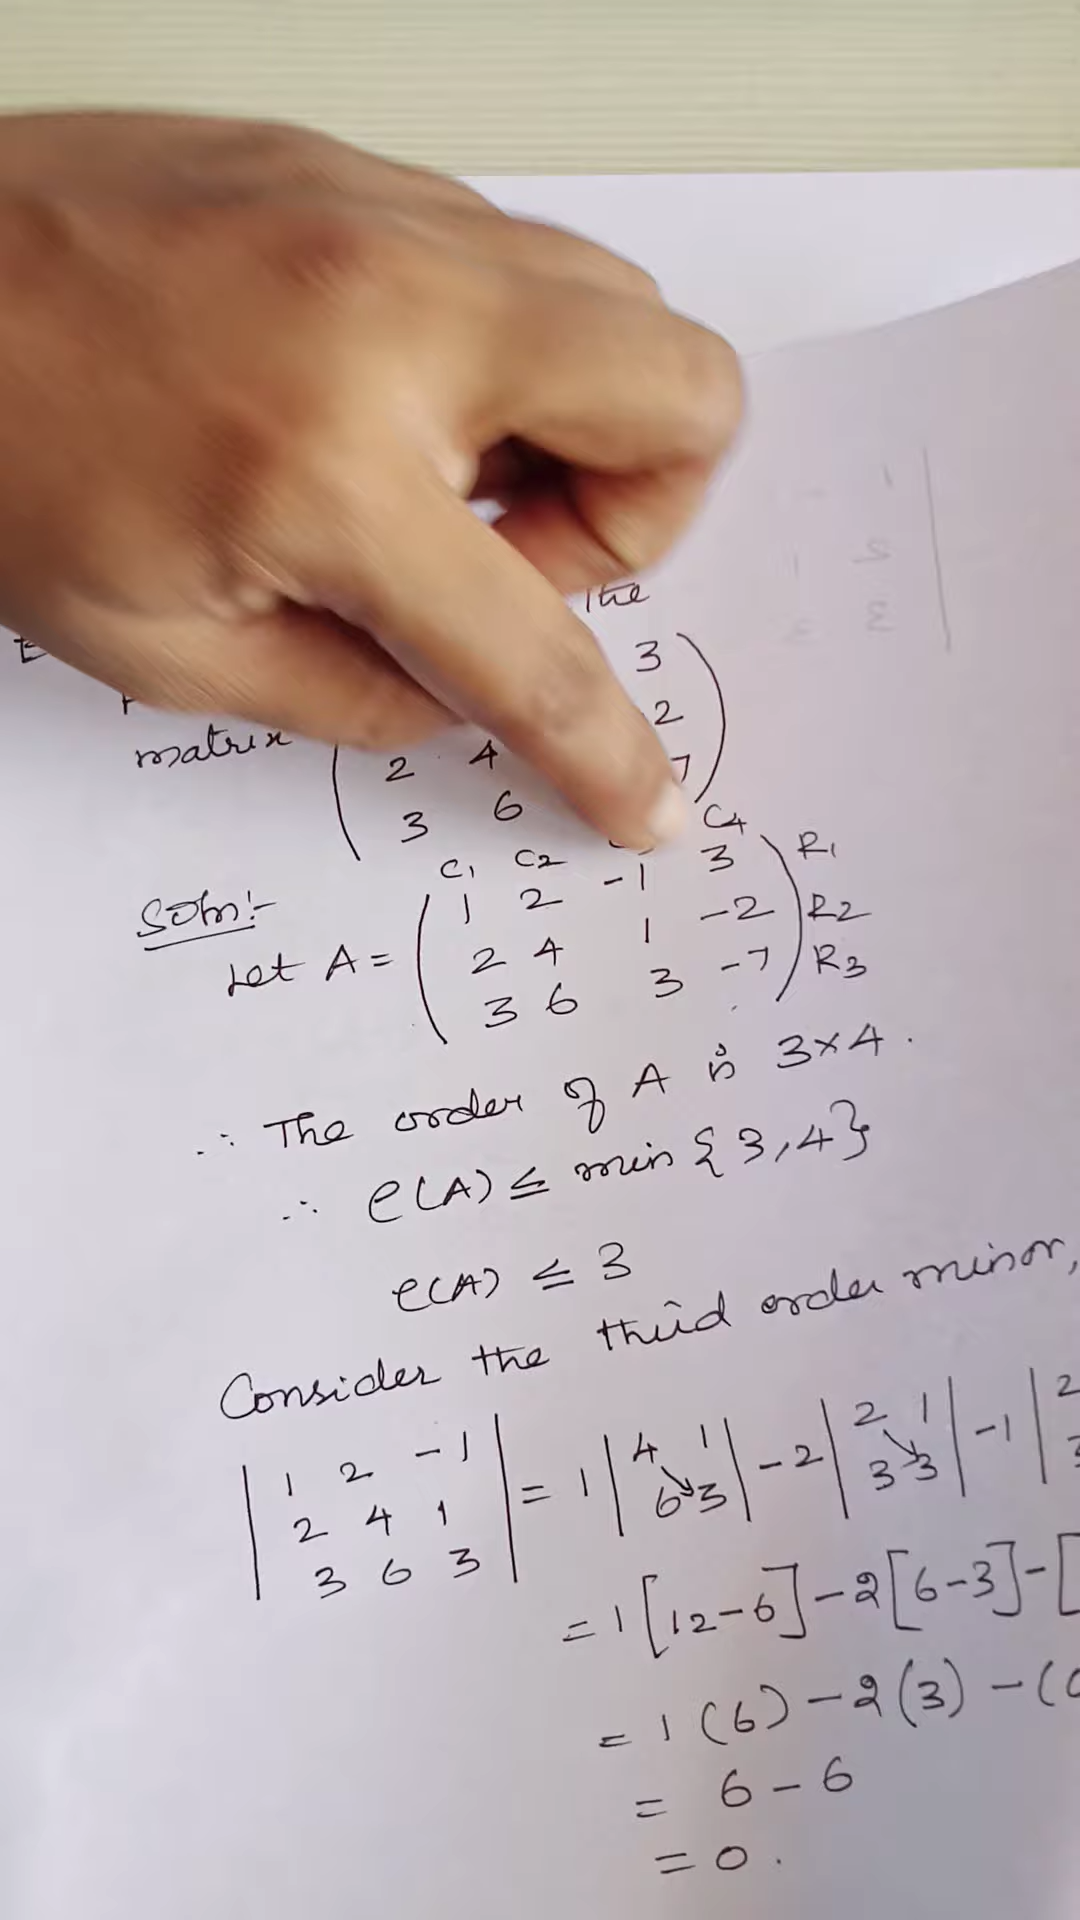 the
3
matrix 2
2 4 7
3 6
C1 C2 C4
Soln:-
Let A = ( 1 2 -1 3 ) R1
2 4 1 -2 R2
3 6 3 -7 R3
∴ The order of A is 3×4.
∴ ρ(A) ≤ min {3,4}
ρ(A) ≤ 3
Consider the third order minor,
| 1 2 -1 | = 1 | 4 1 | -2 | 2 1 | -1 | 2
2 4 1 6 3 3 3
3 6 3
= 1 [12-6] - 2 [6-3] - [
= 1 (6) - 2 (3) - (
= 6 - 6
= 0.